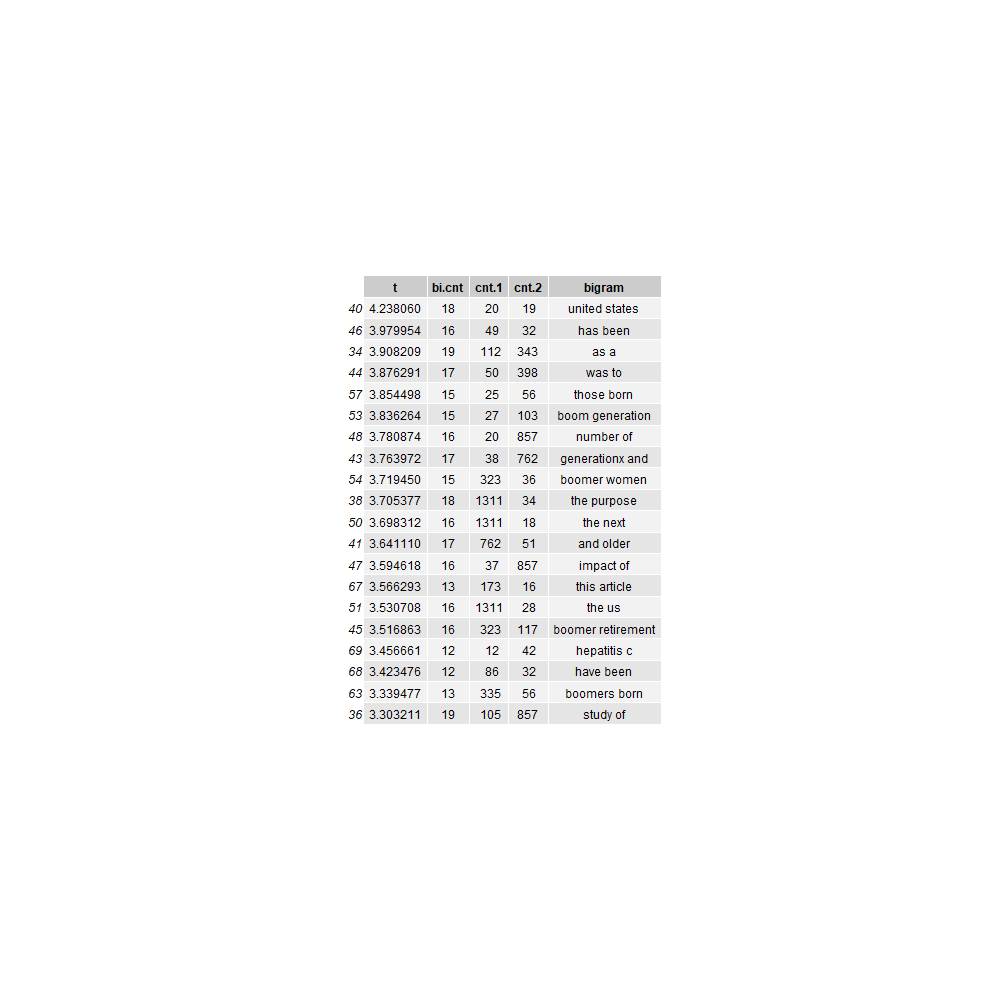 t bi.cnt cnt.1 cnt.2 bigram
40 4.238060 18 20 19 united states
46 3.979954 16 49 32 has been
34 3.908209 19 112 343 as a
44 3.876291 17 50 398 was to
57 3.854498 15 25 56 those born
53 3.836264 15 27 103 boom generation
48 3.780874 16 20 857 number of
43 3.763972 17 38 762 generationx and
54 3.719450 15 323 36 boomer women
38 3.705377 18 1311 34 the purpose
50 3.698312 16 1311 18 the next
41 3.641110 17 762 51 and older
47 3.594618 16 37 857 impact of
67 3.566293 13 173 16 this article
51 3.530708 16 1311 28 the us
45 3.516863 16 323 117 boomer retirement
69 3.456661 12 12 42 hepatitis c
68 3.423476 12 86 32 have been
63 3.339477 13 335 56 boomers born
36 3.303211 19 105 857 study of